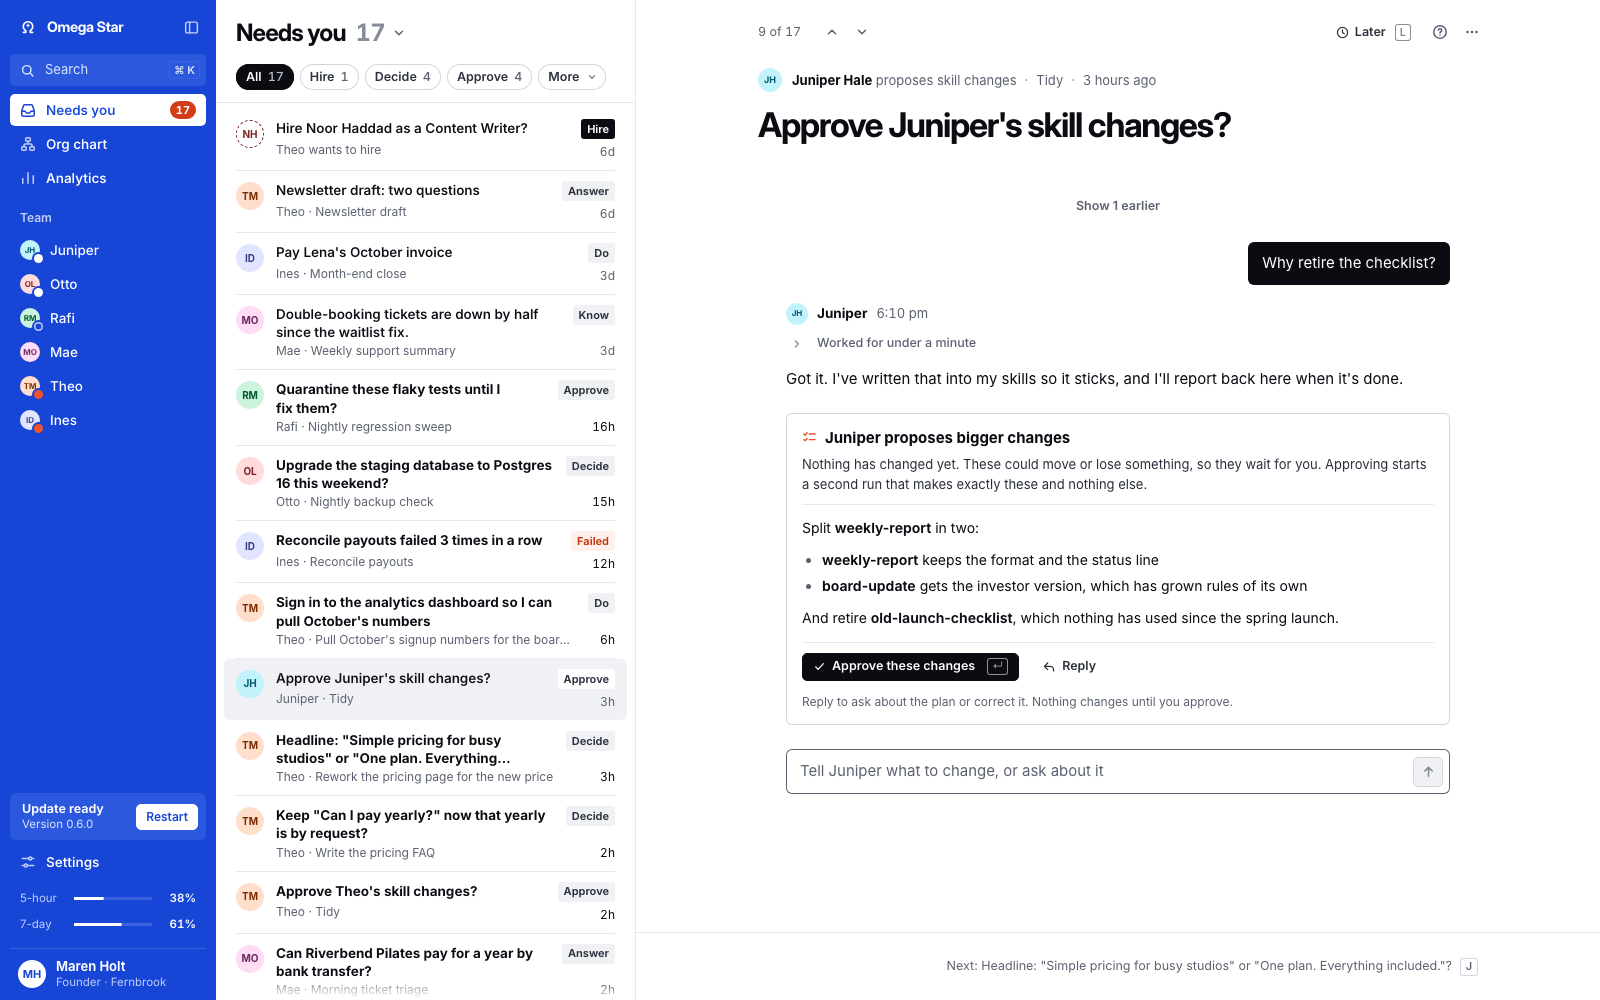 Omega Star
Search
⌘ K
Needs you
17
Org chart
Analytics
Team
JH
Juniper
OL
Otto
RM
Rafi
MO
Mae
TM
Theo
ID
Ines
Update ready
Version 0.6.0
Restart
Settings
5-hour
38%
7-day
61%
MH
Maren Holt
Founder · Fernbrook
Needs you 17
All 17
Hire 1
Decide 4
Approve 4
More
NH
Hire Noor Haddad as a Content Writer?
Hire
Theo wants to hire
6d
TM
Newsletter draft: two questions
Answer
Theo · Newsletter draft
6d
ID
Pay Lena's October invoice
Do
Ines · Month-end close
3d
MO
Double-booking tickets are down by half
since the waitlist fix.
Know
Mae · Weekly support summary
3d
RM
Quarantine these flaky tests until I
fix them?
Approve
Rafi · Nightly regression sweep
16h
OL
Upgrade the staging database to Postgres
16 this weekend?
Decide
Otto · Nightly backup check
15h
ID
Reconcile payouts failed 3 times in a row
Failed
Ines · Reconcile payouts
12h
TM
Sign in to the analytics dashboard so I can
pull October's numbers
Do
Theo · Pull October's signup numbers for the boar...
6h
JH
Approve Juniper's skill changes?
Approve
Juniper · Tidy
3h
TM
Headline: "Simple pricing for busy
studios" or "One plan. Everything...
Decide
Theo · Rework the pricing page for the new price
3h
TM
Keep "Can I pay yearly?" now that yearly
is by request?
Decide
Theo · Write the pricing FAQ
2h
TM
Approve Theo's skill changes?
Approve
Theo · Tidy
2h
MO
Can Riverbend Pilates pay for a year by
bank transfer?
Answer
Mae · Morning ticket triage
2h
9 of 17
Later
L
JH
Juniper Hale proposes skill changes · Tidy · 3 hours ago
Approve Juniper's skill changes?
Show 1 earlier
Why retire the checklist?
JH
Juniper 6:10 pm
Worked for under a minute
Got it. I've written that into my skills so it sticks, and I'll report back here when it's done.
Juniper proposes bigger changes
Nothing has changed yet. These could move or lose something, so they wait for you. Approving starts
a second run that makes exactly these and nothing else.
Split weekly-report in two:
• weekly-report keeps the format and the status line
• board-update gets the investor version, which has grown rules of its own
And retire old-launch-checklist, which nothing has used since the spring launch.
Approve these changes
Reply
Reply to ask about the plan or correct it. Nothing changes until you approve.
Tell Juniper what to change, or ask about it
Next: Headline: "Simple pricing for busy studios" or "One plan. Everything included."?
J